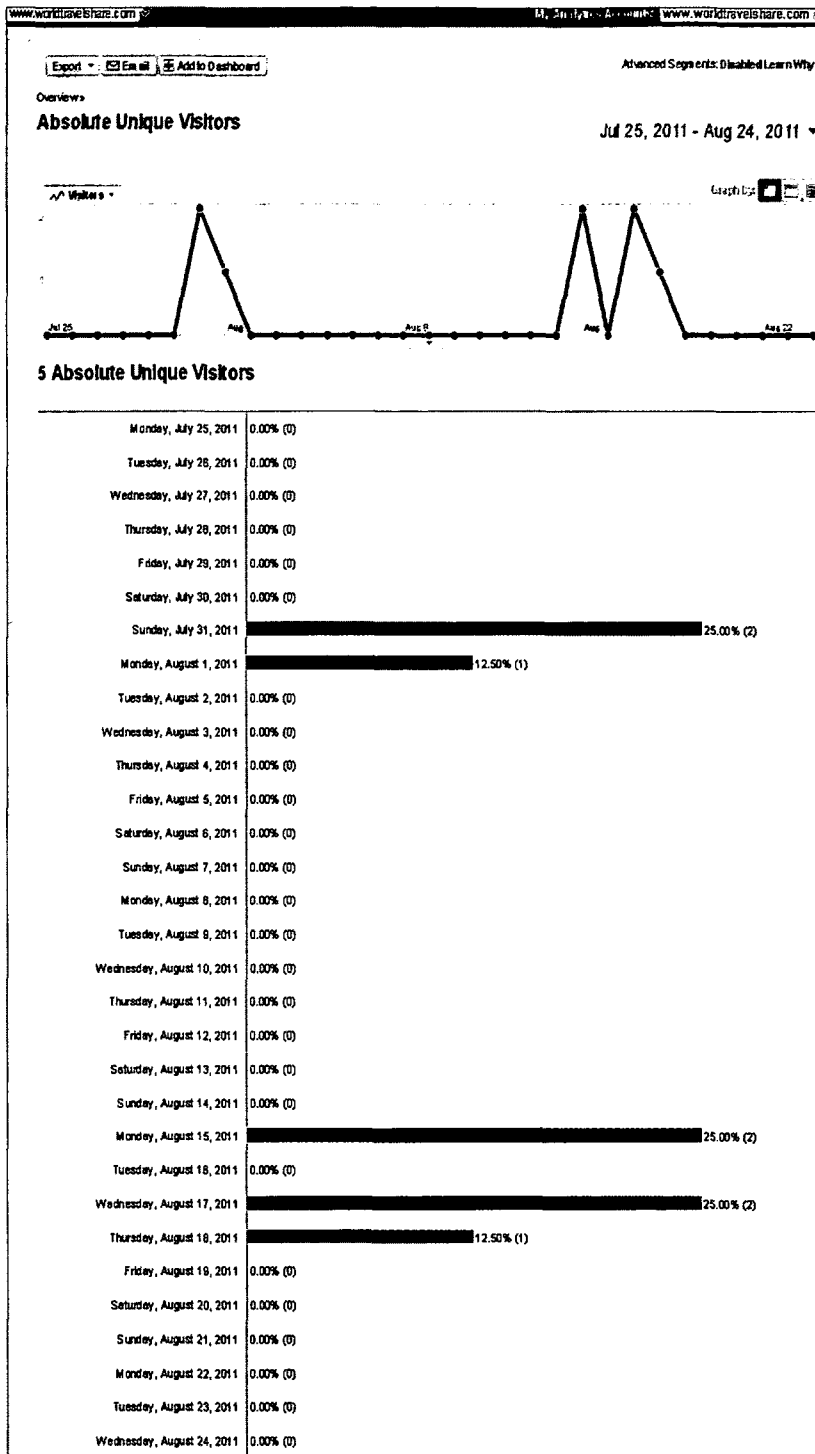 www.worldtravelshare.com My Analytics Accounts: www.worldtravelshare.com
Export Email Add to Dashboard Advanced Segments: Disabled Learn Why
Overview »
Absolute Unique Visitors
Jul 25, 2011 - Aug 24, 2011
Visitors Graph by:
2
1
Jul 25 Aug Aug 8 Aug Aug 22
5 Absolute Unique Visitors
Monday, July 25, 2011 0.00% (0)
Tuesday, July 26, 2011 0.00% (0)
Wednesday, July 27, 2011 0.00% (0)
Thursday, July 28, 2011 0.00% (0)
Friday, July 29, 2011 0.00% (0)
Saturday, July 30, 2011 0.00% (0)
Sunday, July 31, 2011 25.00% (2)
Monday, August 1, 2011 12.50% (1)
Tuesday, August 2, 2011 0.00% (0)
Wednesday, August 3, 2011 0.00% (0)
Thursday, August 4, 2011 0.00% (0)
Friday, August 5, 2011 0.00% (0)
Saturday, August 6, 2011 0.00% (0)
Sunday, August 7, 2011 0.00% (0)
Monday, August 8, 2011 0.00% (0)
Tuesday, August 9, 2011 0.00% (0)
Wednesday, August 10, 2011 0.00% (0)
Thursday, August 11, 2011 0.00% (0)
Friday, August 12, 2011 0.00% (0)
Saturday, August 13, 2011 0.00% (0)
Sunday, August 14, 2011 0.00% (0)
Monday, August 15, 2011 25.00% (2)
Tuesday, August 16, 2011 0.00% (0)
Wednesday, August 17, 2011 25.00% (2)
Thursday, August 18, 2011 12.50% (1)
Friday, August 19, 2011 0.00% (0)
Saturday, August 20, 2011 0.00% (0)
Sunday, August 21, 2011 0.00% (0)
Monday, August 22, 2011 0.00% (0)
Tuesday, August 23, 2011 0.00% (0)
Wednesday, August 24, 2011 0.00% (0)